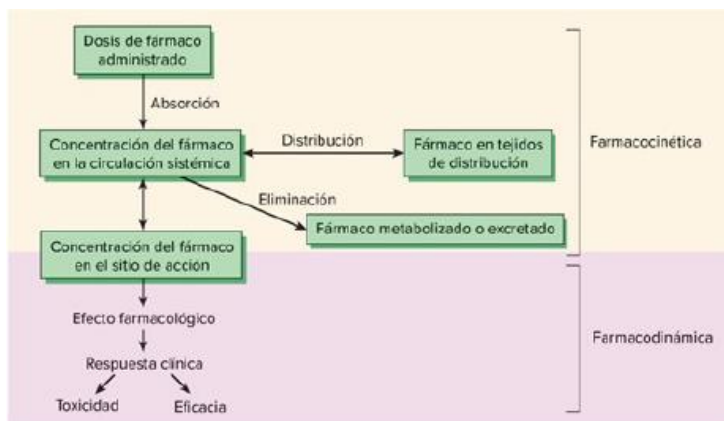 Dosis de fármaco
administrado
Absorción
Concentración del fármaco
en la circulación sistémica
Distribución
Fármaco en tejidos
de distribución
Farmacocinética
Eliminación
Fármaco metabolizado o excretado
Concentración del fármaco
en el sitio de acción
Efecto farmacológico
Respuesta clínica
Toxicidad
Eficacia
Farmacodinámica